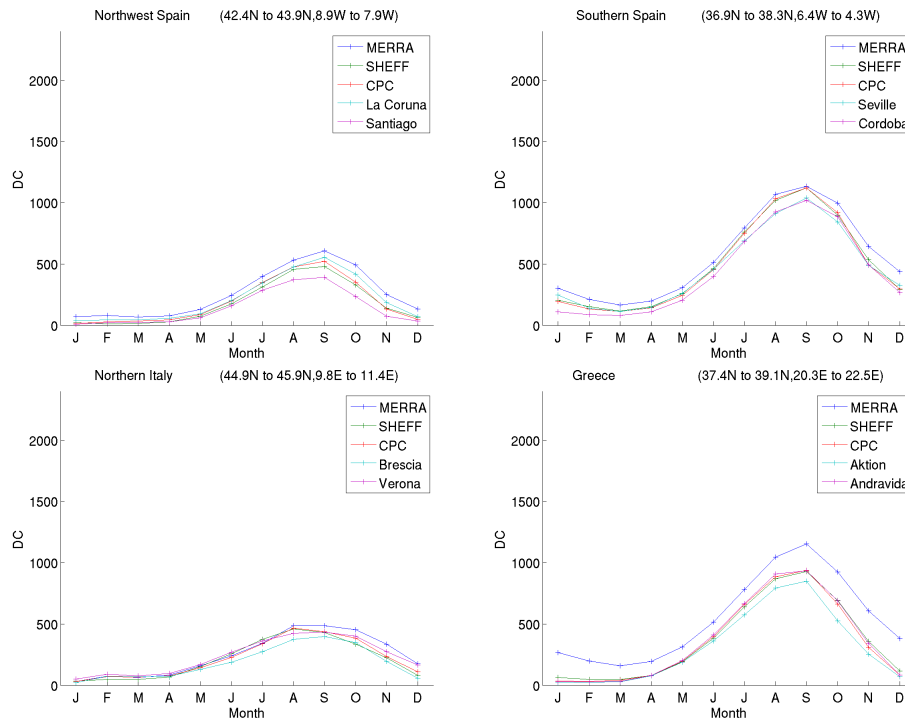 Northwest Spain (42.4N to 43.9N,8.9W to 7.9W)
MERRA
SHEFF
CPC
La Coruna
Santiago
2000
1500
1000
500
0
DC
J F M A M J J A S O N D
Month
Southern Spain (36.9N to 38.3N,6.4W to 4.3W)
MERRA
SHEFF
CPC
Seville
Cordoba
2000
1500
1000
500
0
DC
J F M A M J J A S O N D
Month
Northern Italy (44.9N to 45.9N,9.8E to 11.4E)
MERRA
SHEFF
CPC
Brescia
Verona
2000
1500
1000
500
0
DC
J F M A M J J A S O N D
Month
Greece (37.4N to 39.1N,20.3E to 22.5E)
MERRA
SHEFF
CPC
Aktion
Andravida
2000
1500
1000
500
0
DC
J F M A M J J A S O N D
Month